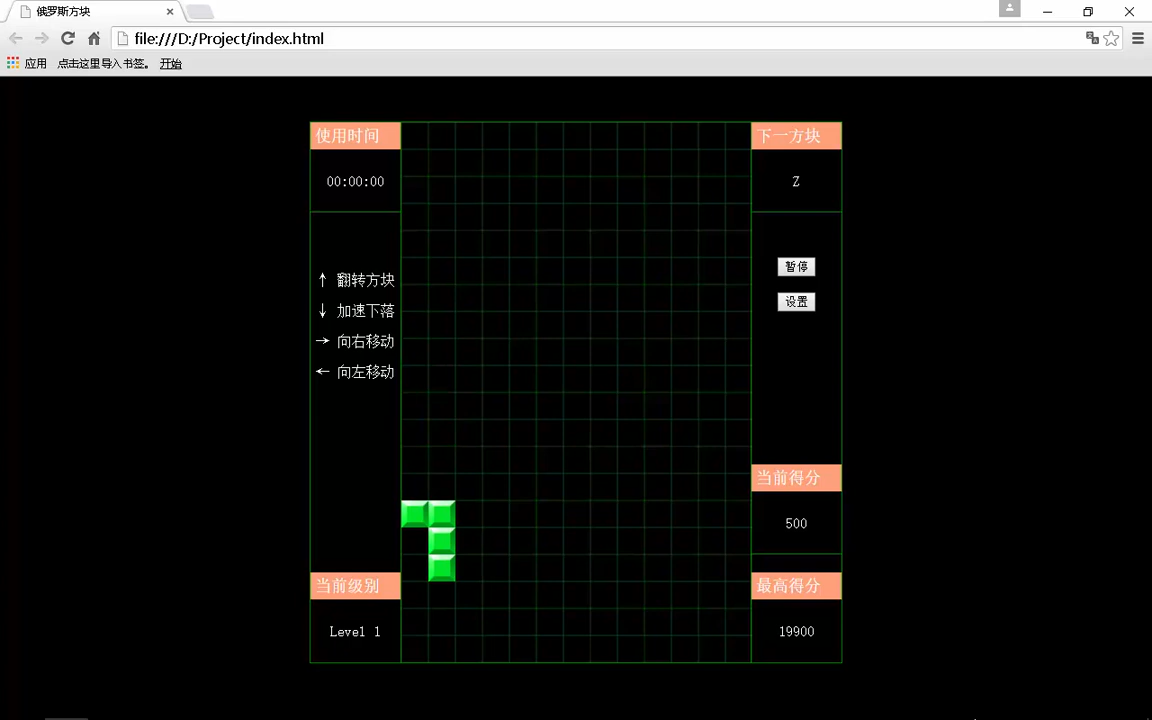 俄罗斯方块
file:///D:/Project/index.html
应用 点击这里导入书签。 开始
使用时间
00:00:00
↑ 翻转方块
↓ 加速下落
→ 向右移动
← 向左移动
当前级别
Level 1
下一方块
Z
暂停
设置
当前得分
500
最高得分
19900